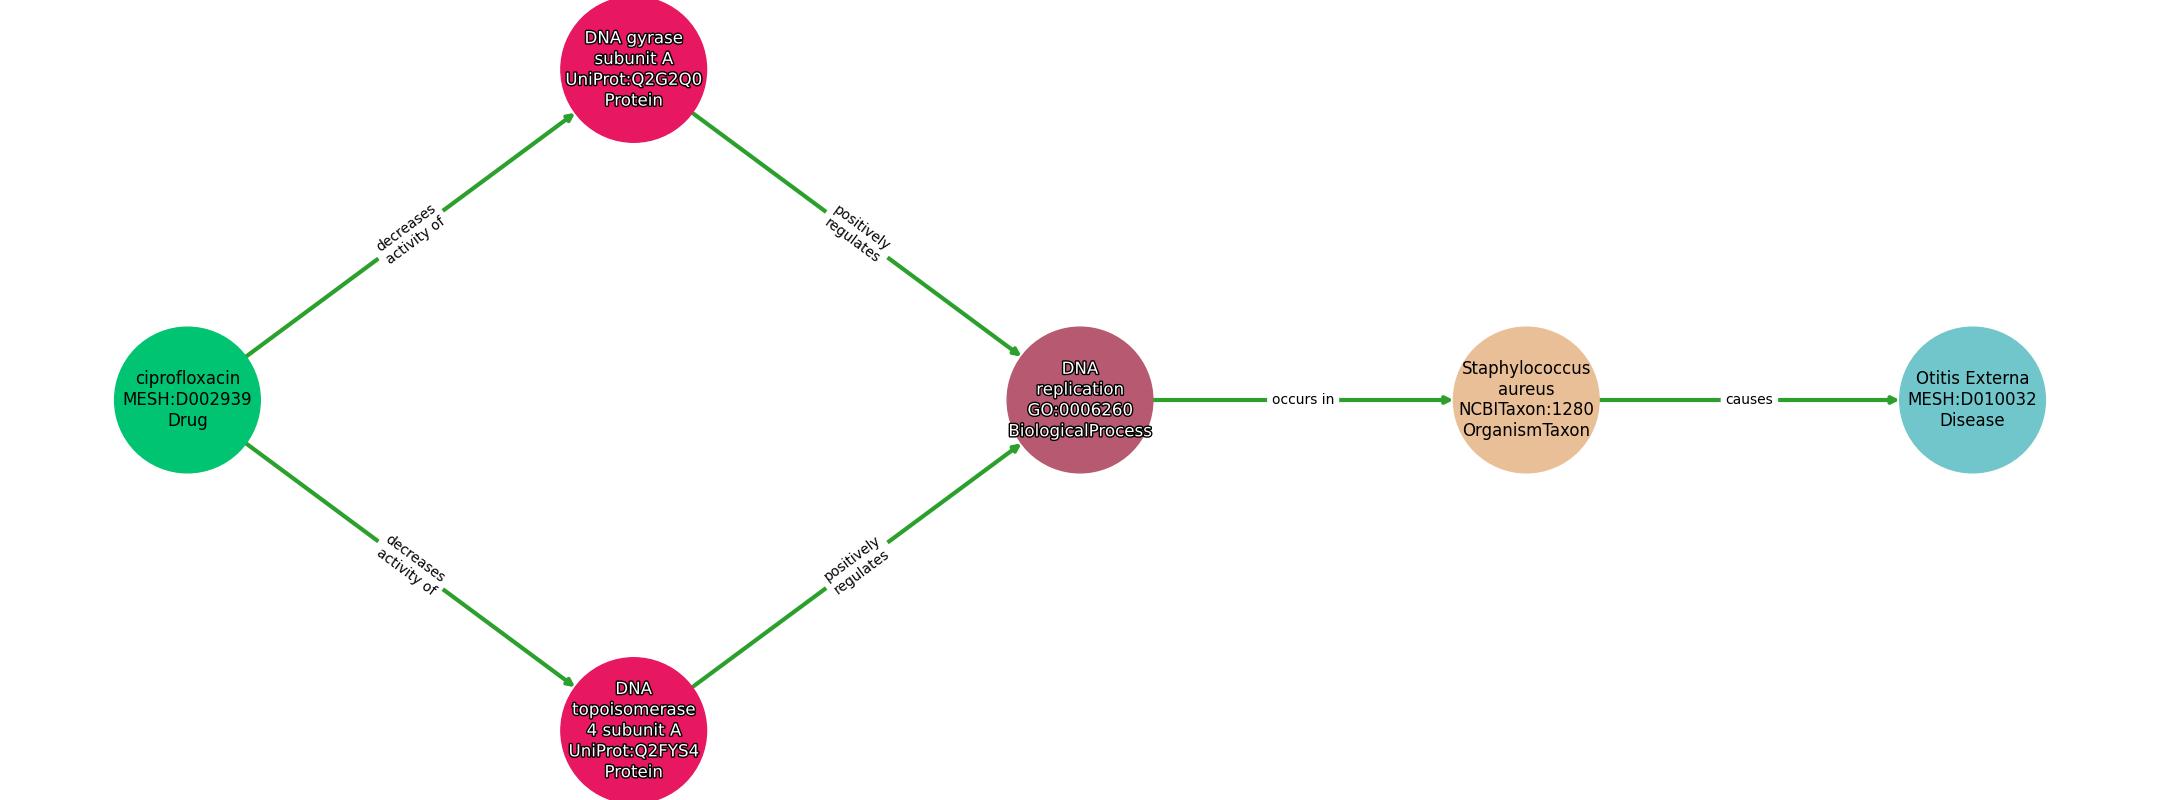 DNA gyrase
subunit A
UniProt:Q2G2Q0
Protein
decreases
activity of
positively
regulates
ciprofloxacin
MESH:D002939
Drug
DNA
replication
GO:0006260
BiologicalProcess
occurs in
Staphylococcus
aureus
NCBITaxon:1280
OrganismTaxon
causes
Otitis Externa
MESH:D010032
Disease
decreases
activity of
positively
regulates
DNA
topoisomerase
4 subunit A
UniProt:Q2FYS4
Protein